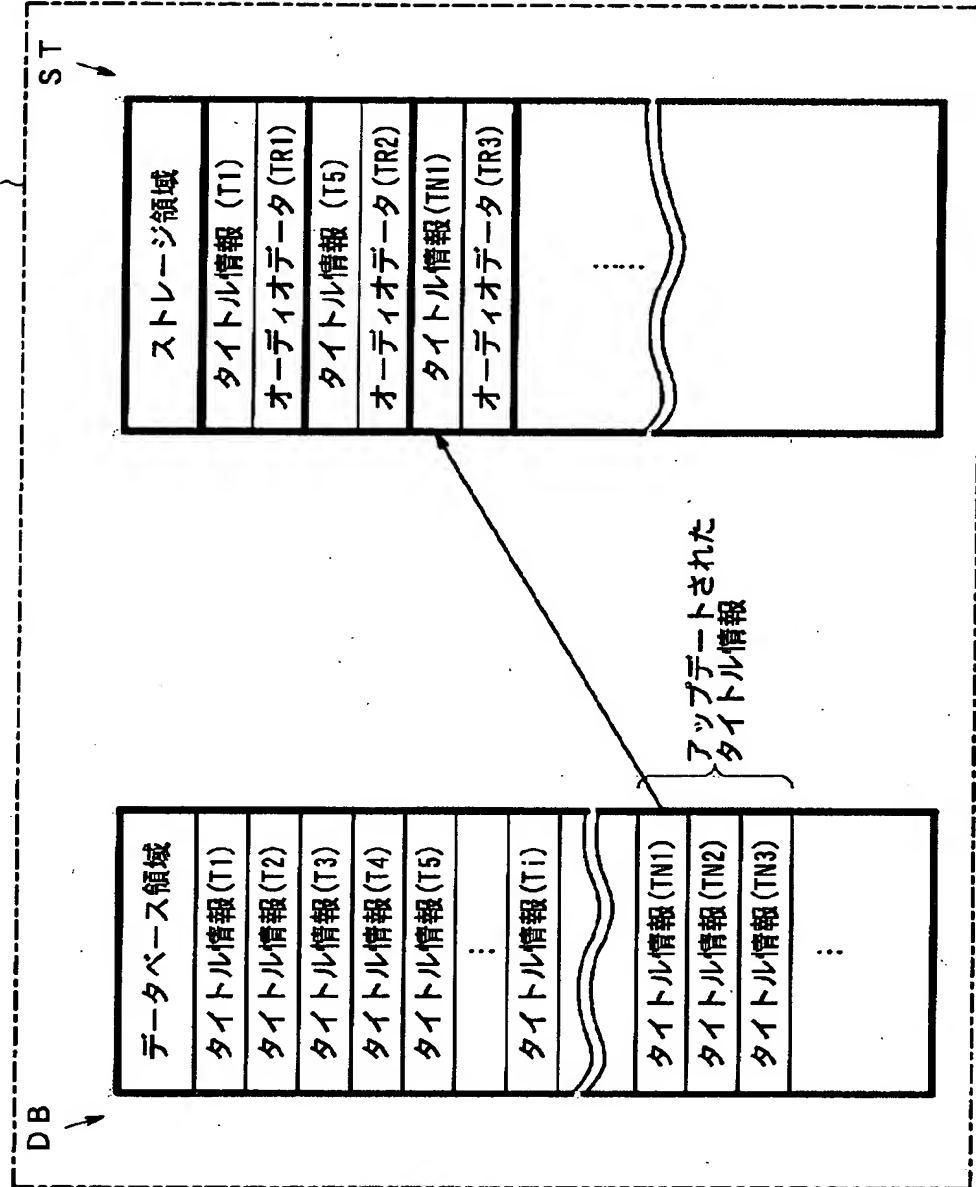 DB
データベース領域
タイトル情報(T1)
タイトル情報(T2)
タイトル情報(T3)
タイトル情報(T4)
タイトル情報(T5)
⋮
タイトル情報(Ti)
タイトル情報(TN1)
タイトル情報(TN2)
タイトル情報(TN3)
⋮
アップデートされた
タイトル情報
ST
ストレージ領域
タイトル情報(T1)
オーディオデータ(TR1)
タイトル情報(T5)
オーディオデータ(TR2)
タイトル情報(TN1)
オーディオデータ(TR3)
⋮